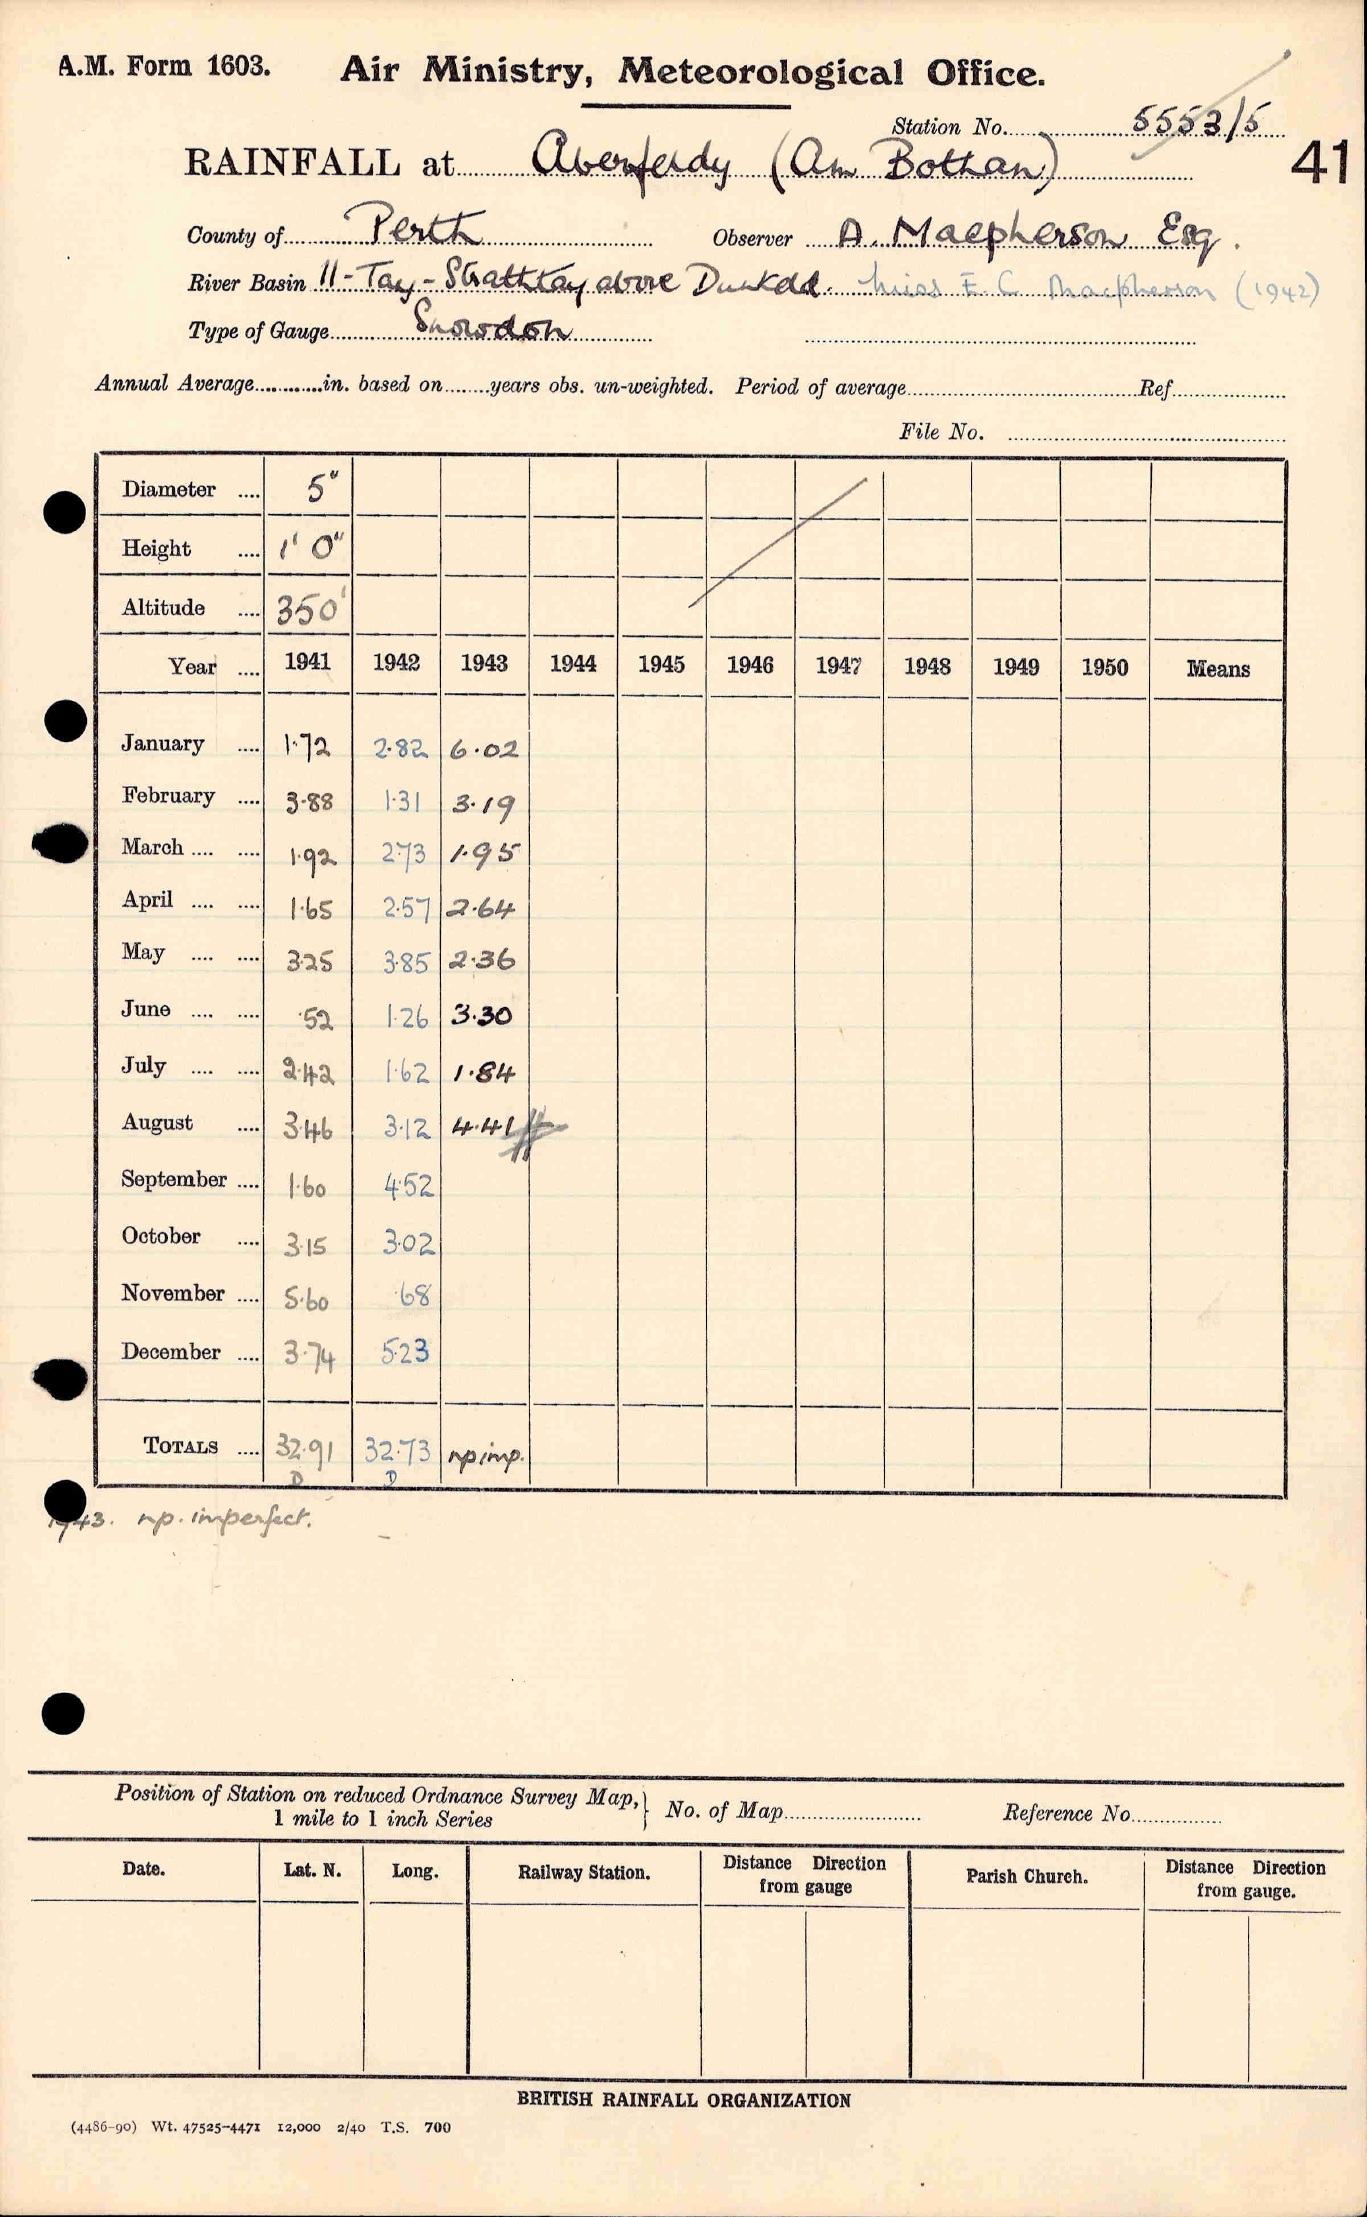 A.M. Form 1603. Air Ministry, Meteorological Office.
Station No. 5553/5
41
RAINFALL at Aberfeldy (Am Bothan)
County of Perth Observer A. Macpherson Esq.
River Basin 11 - Tay - Strathtay above Dunkeld. Miss E. C. Macpherson (1942)
Type of Gauge Snowdon
Annual Average in. based on years obs. un-weighted. Period of average Ref.
File No.
Diameter 5"
Height 1' 0"
Altitude 350'
Year 1941 1942 1943 1944 1945 1946 1947 1948 1949 1950 Means
January 1.72 2.82 6.02
February 3.88 1.31 3.19
March 1.92 2.73 1.95
April 1.65 2.57 2.64
May 3.25 3.85 2.36
June .52 1.26 3.30
July 2.42 1.62 1.84
August 3.46 3.12 4.41
September 1.60 4.52
October 3.15 3.02
November 5.60 .68
December 3.74 5.23
TOTALS 32.91 32.73 np imp.
D D
1943. np. imperfect.
Position of Station on reduced Ordnance Survey Map, } No. of Map Reference No.
1 mile to 1 inch Series
Date. Lat. N. Long. Railway Station. Distance Direction from gauge Parish Church. Distance Direction from gauge.
BRITISH RAINFALL ORGANIZATION
(4486-90) Wt. 47525-4471 12,000 2/40 T.S. 700